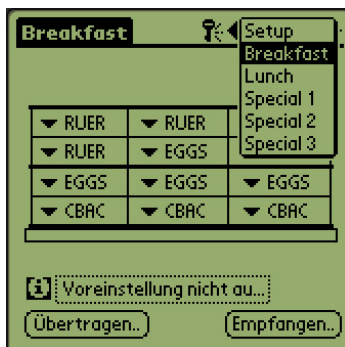 Breakfast
Setup
Breakfast
Lunch
Special 1
Special 2
Special 3
RUER RUER
RUER EGGS
EGGS EGGS EGGS
CBAC CBAC CBAC
Voreinstellung nicht au...
Übertragen.. Empfangen..